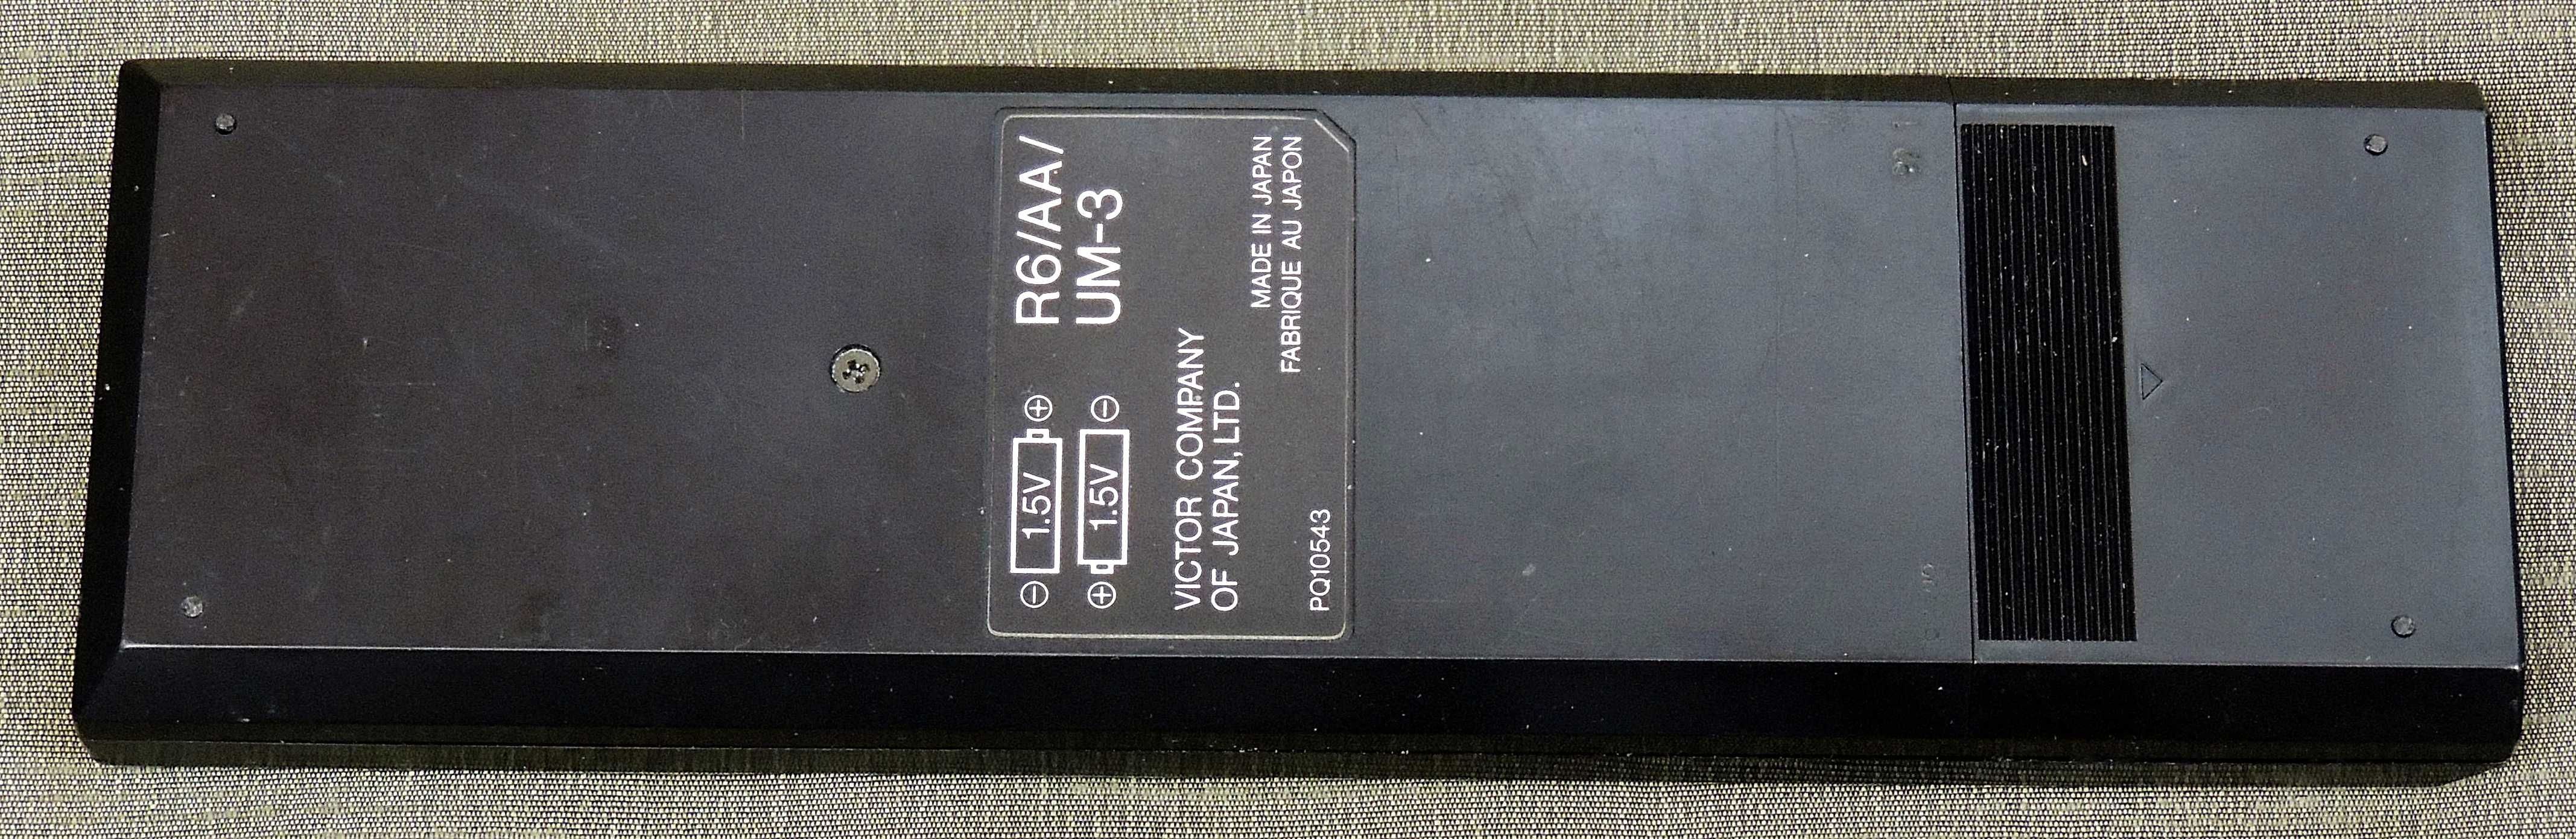 ⊖ 1.5V ⊕ R6/AA/
⊕ 1.5V ⊖ UM-3
VICTOR COMPANY
OF JAPAN, LTD.
MADE IN JAPAN
FABRIQUE AU JAPON
PQ10543